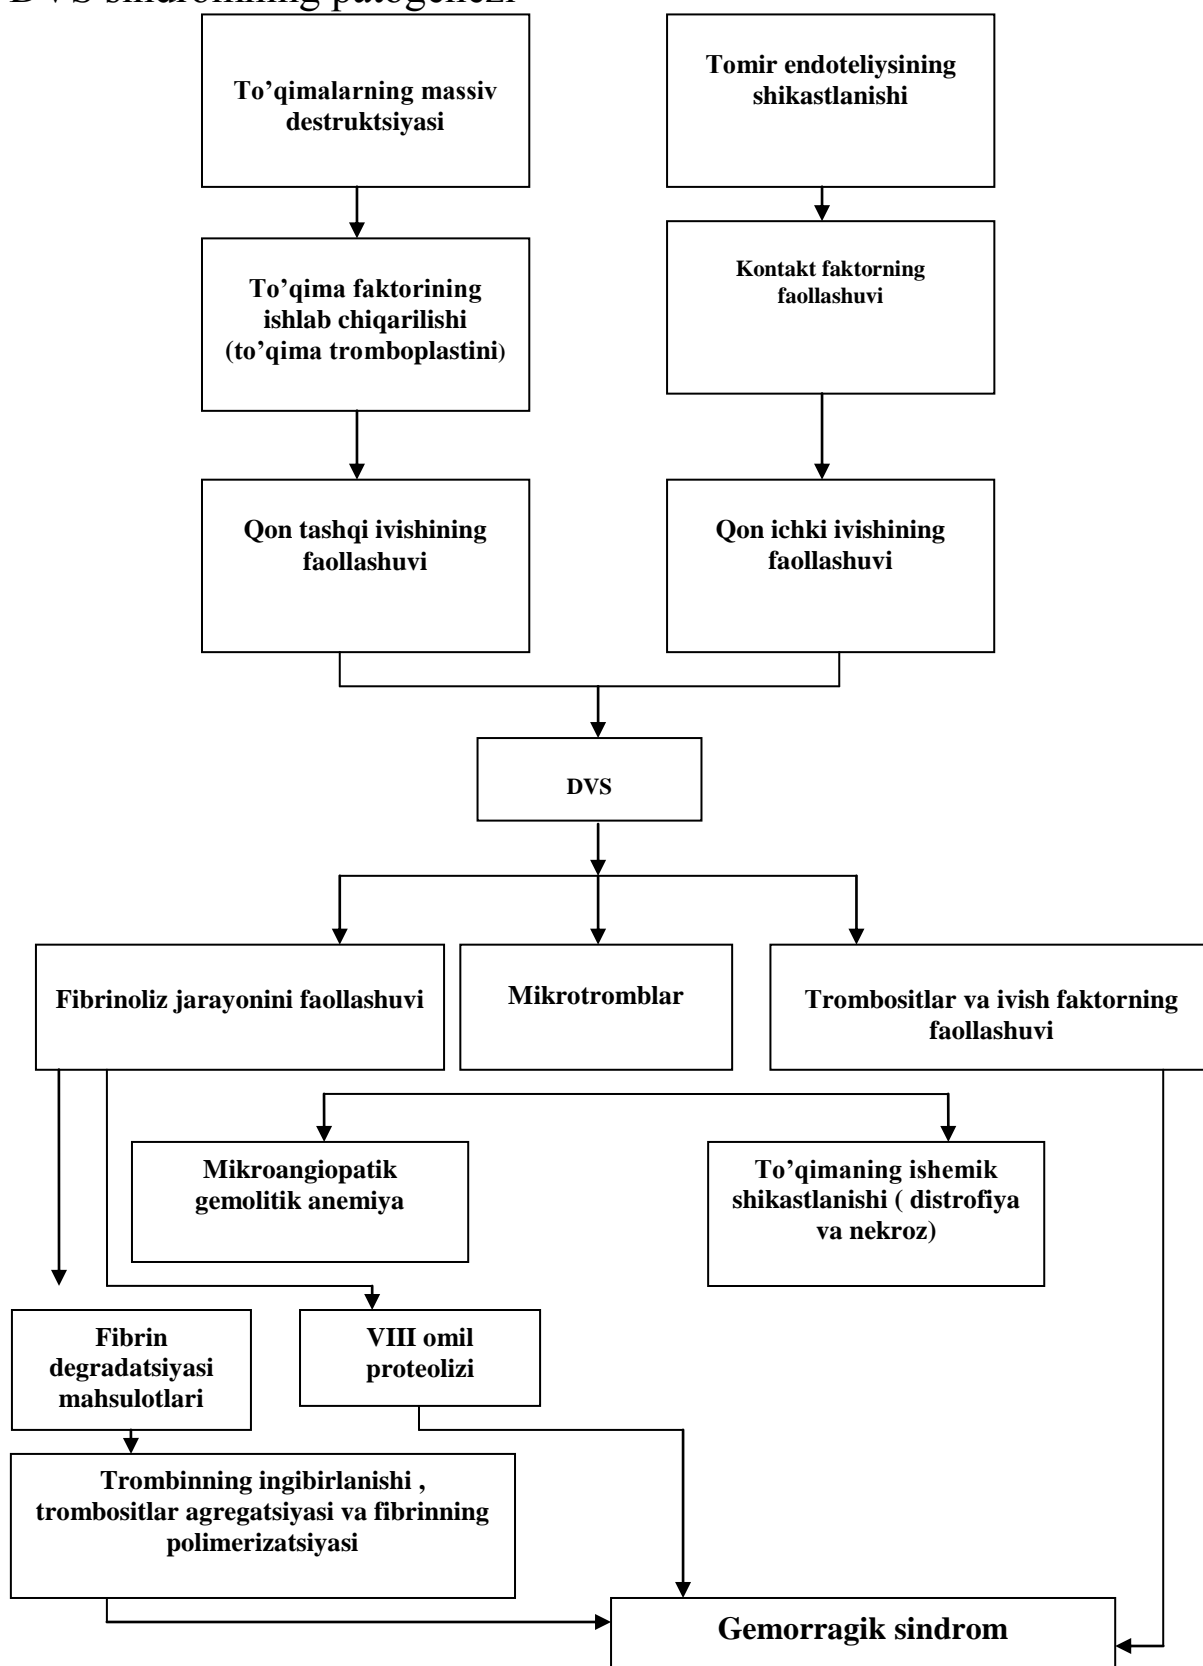 DVS sindromining patogenezi
To’qimalarning massiv
destruktsiyasi
Tomir endoteliysining
shikastlanishi
To’qima faktorining
ishlab chiqarilishi
(to’qima tromboplastini)
Kontakt faktorning
faollashuvi
Qon tashqi ivishining
faollashuvi
Qon ichki ivishining
faollashuvi
DVS
Fibrinoliz jarayonini faollashuvi
Mikrotromblar
Trombositlar va ivish faktorning
faollashuvi
Mikroangiopatik
gemolitik anemiya
To’qimaning ishemik
shikastlanishi ( distrofiya
va nekroz)
Fibrin
degradatsiyasi
mahsulotlari
VIII omil
proteolizi
Trombinning ingibirlanishi ,
trombositlar agregatsiyasi va fibrinning
polimerizatsiyasi
Gemorragik sindrom